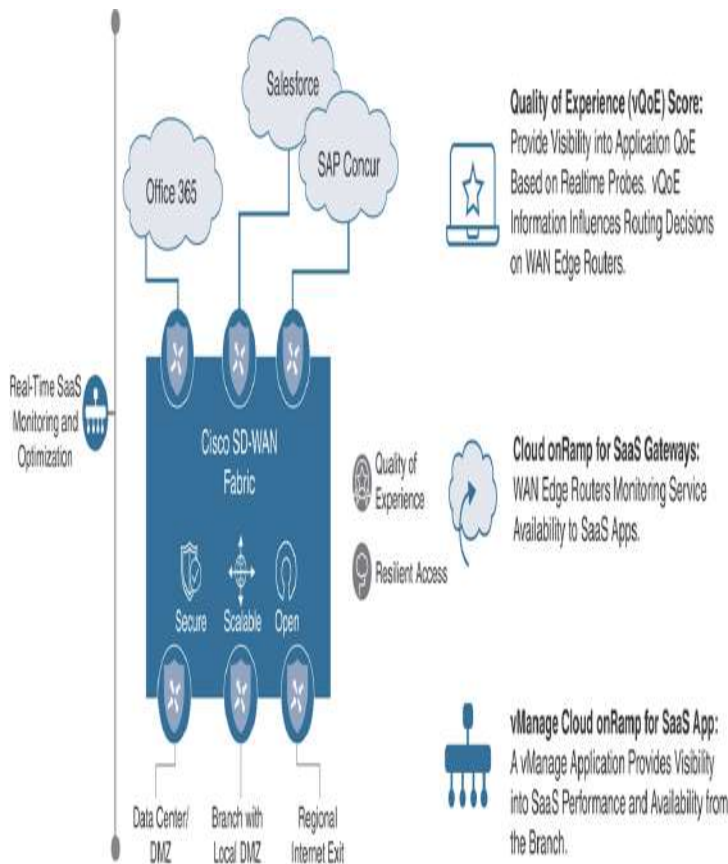 Salesforce
SAP Concur
Office 365
Real-Time SaaS
Monitoring and
Optimization
Cisco SD-WAN
Fabric
Secure
Scalable
Open
Quality of
Experience
Resilient Access
Data Center/
DMZ
Branch with
Local DMZ
Regional
Internet Exit
Quality of Experience (vQoE) Score:
Provide Visibility into Application QoE
Based on Realtime Probes. vQoE
Information Influences Routing Decisions
on WAN Edge Routers.
Cloud onRamp for SaaS Gateways:
WAN Edge Routers Monitoring Service
Availability to SaaS Apps.
vManage Cloud onRamp for SaaS App:
A vManage Application Provides Visibility
into SaaS Performance and Availability from
the Branch.